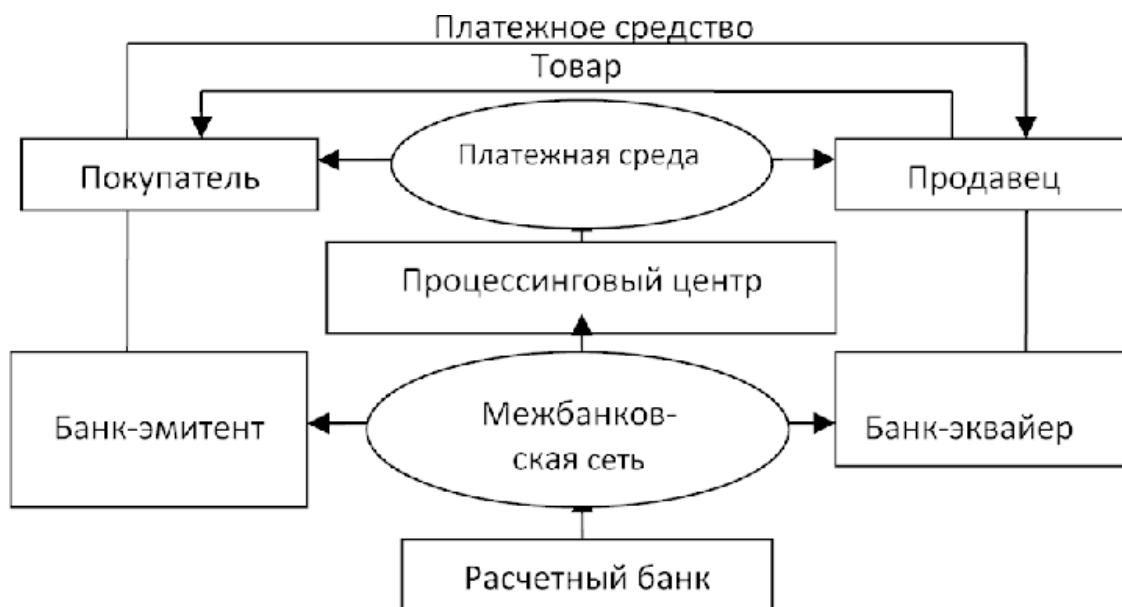 Платежное средство
Товар
Платежная среда
Покупатель
Продавец
Процессинговый центр
Банк-эмитент
Межбанков-
ская сеть
Банк-эквайер
Расчетный банк